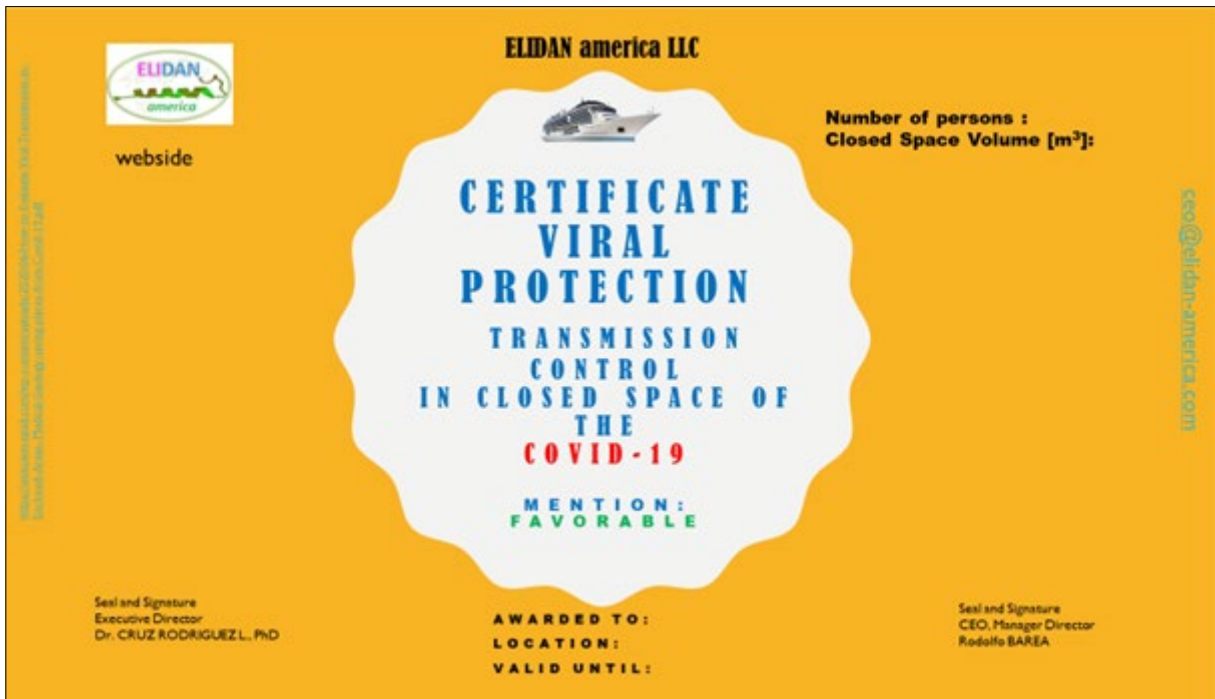 ELIDAN america LLC
ELIDAN
america
webside
Number of persons :
Closed Space Volume [m³]:
CERTIFICATE
VIRAL
PROTECTION
TRANSMISSION
CONTROL
IN CLOSED SPACE OF
THE
COVID-19
MENTION:
FAVORABLE
ceo@elidan-america.com
Seal and Signature
Executive Director
Dr. CRUZ RODRIGUEZ L., PhD
AWARDED TO:
LOCATION:
VALID UNTIL:
Seal and Signature
CEO, Manager Director
Rodolfo BAREA